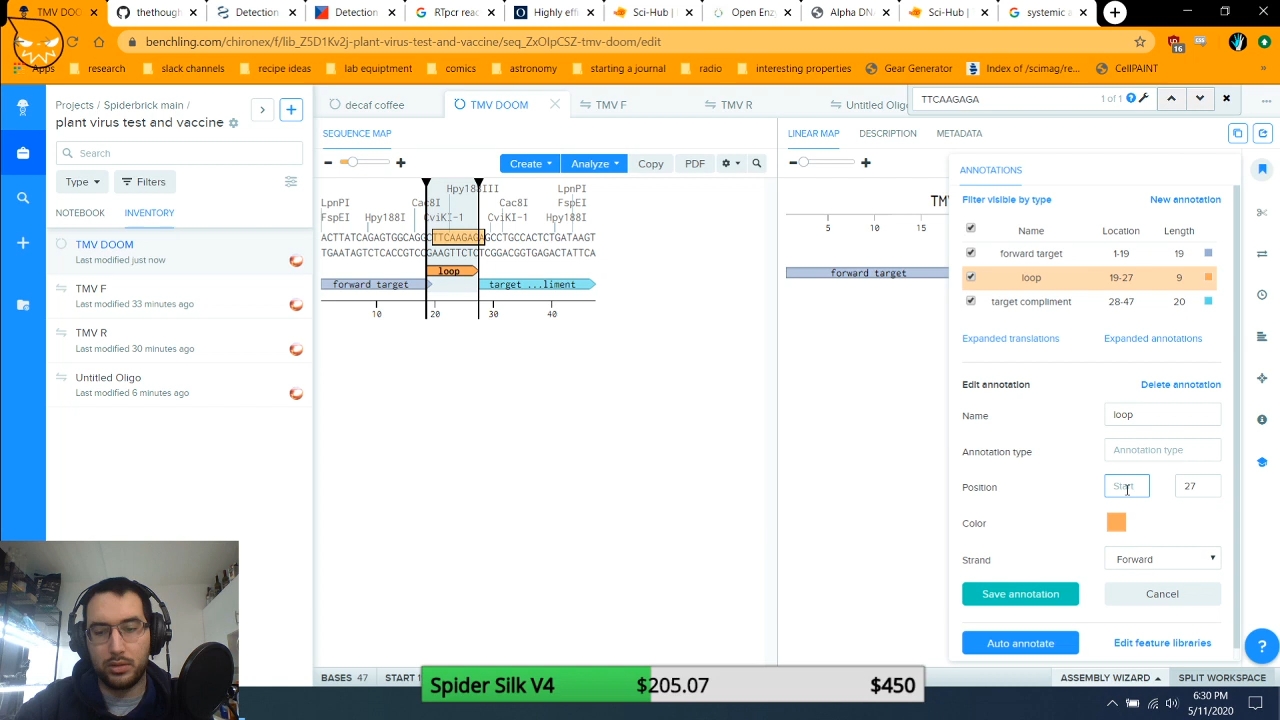 TMV DOOM
thethough
Detection
Detection
RTpcr re
Highly effi
Sci-Hub |
Open Enz
Alpha DN
Sci-Hub |
systemic a
benchling.com/chironex/f/lib_Z5D1Kv2j-plant-virus-test-and-vaccine/seq_ZxOIpCSZ-tmv-doom/edit
16
Apps
research
slack channels
recipe ideas
lab equiptment
comics
astronomy
starting a journal
radio
interesting properties
Gear Generator
Index of /scimag/re...
CellPAINT
Projects / Spiderbrick main /
plant virus test and vaccine
Search
Type
Filters
NOTEBOOK
INVENTORY
TMV DOOM
Last modified just now
TMV F
Last modified 33 minutes ago
TMV R
Last modified 30 minutes ago
Untitled Oligo
Last modified 6 minutes ago
decaf coffee
TMV DOOM
TMV F
TMV R
Untitled Oligo
TTCAAGAGA
1 of 1
SEQUENCE MAP
Create
Analyze
Copy
PDF
Hpy188III
LpnPI Cac8I Cac8I LpnPI
FspEI Hpy188I CviKI-1 CviKI-1 Hpy188I
ACTTATCAGAGTGGCAGGCTTCAAGAGAGCCTGCCACTCTGATAAGT
TGAATAGTCTCACCGTCCGAAGTTCTCTCGGACGGTGAGACTATTCA
loop
forward target
target ...liment
10 20 30 40
LINEAR MAP
DESCRIPTION
METADATA
TM
5 10 15
forward target
ANNOTATIONS
Filter visible by type
New annotation
Name Location Length
forward target 1-19 19
loop 19-27 9
target compliment 28-47 20
Expanded translations
Expanded annotations
Edit annotation
Delete annotation
Name
loop
Annotation type
Annotation type
Position
Start
27
Color
Strand
Forward
Save annotation
Cancel
Auto annotate
Edit feature libraries
BASES 47
START 1
ASSEMBLY WIZARD
SPLIT WORKSPACE
Spider Silk V4
$205.07
$450
6:30 PM
5/11/2020